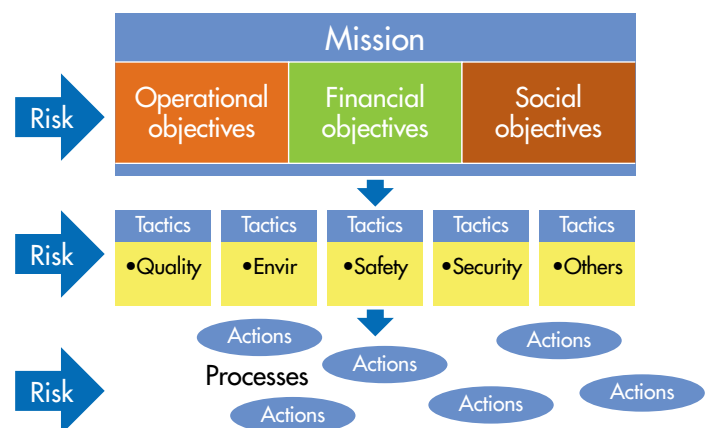 Mission
Risk
Operational objectives
Financial objectives
Social objectives
Risk
Tactics
•Quality
Tactics
•Envir
Tactics
•Safety
Tactics
•Security
Tactics
•Others
Risk
Processes
Actions
Actions
Actions
Actions
Actions
Actions